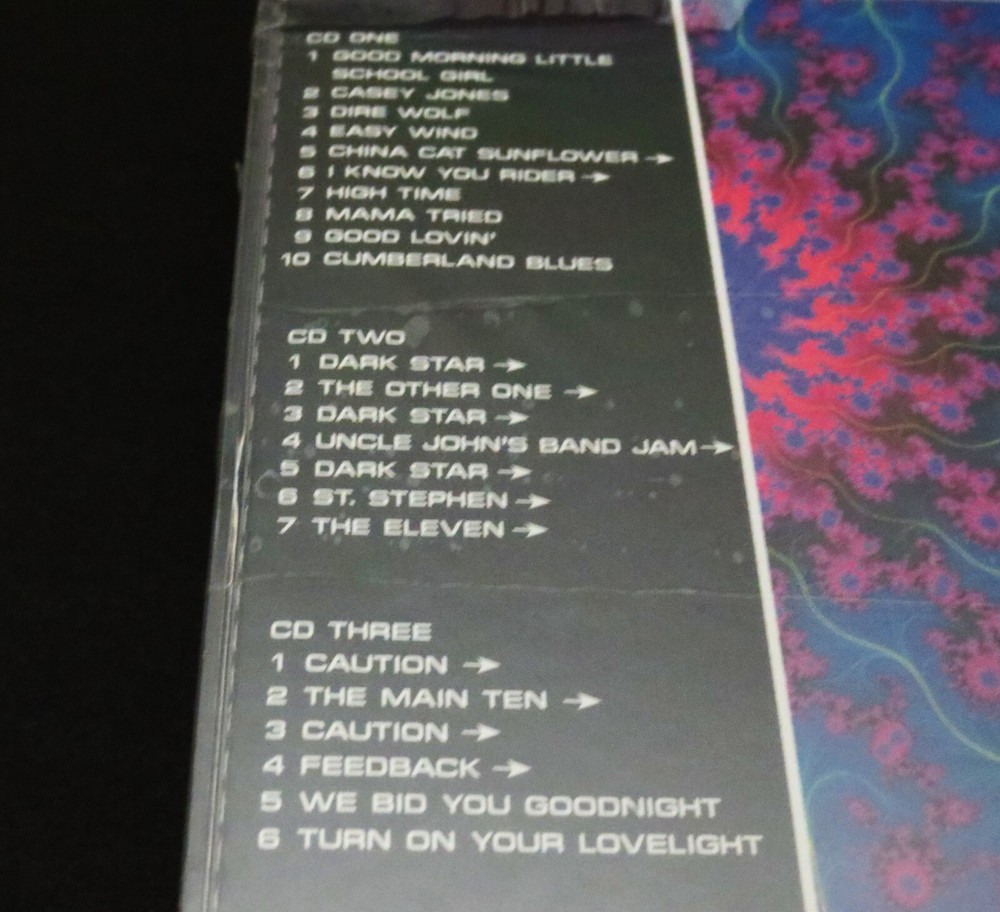 CD ONE
1 GOOD MORNING LITTLE
SCHOOL GIRL
2 CASEY JONES
3 DIRE WOLF
4 EASY WIND
5 CHINA CAT SUNFLOWER →
6 I KNOW YOU RIDER →
7 HIGH TIME
8 MAMA TRIED
9 GOOD LOVIN'
10 CUMBERLAND BLUES
CD TWO
1 DARK STAR →
2 THE OTHER ONE →
3 DARK STAR →
4 UNCLE JOHN'S BAND JAM →
5 DARK STAR →
6 ST. STEPHEN →
7 THE ELEVEN →
CD THREE
1 CAUTION →
2 THE MAIN TEN →
3 CAUTION →
4 FEEDBACK →
5 WE BID YOU GOODNIGHT
6 TURN ON YOUR LOVELIGHT